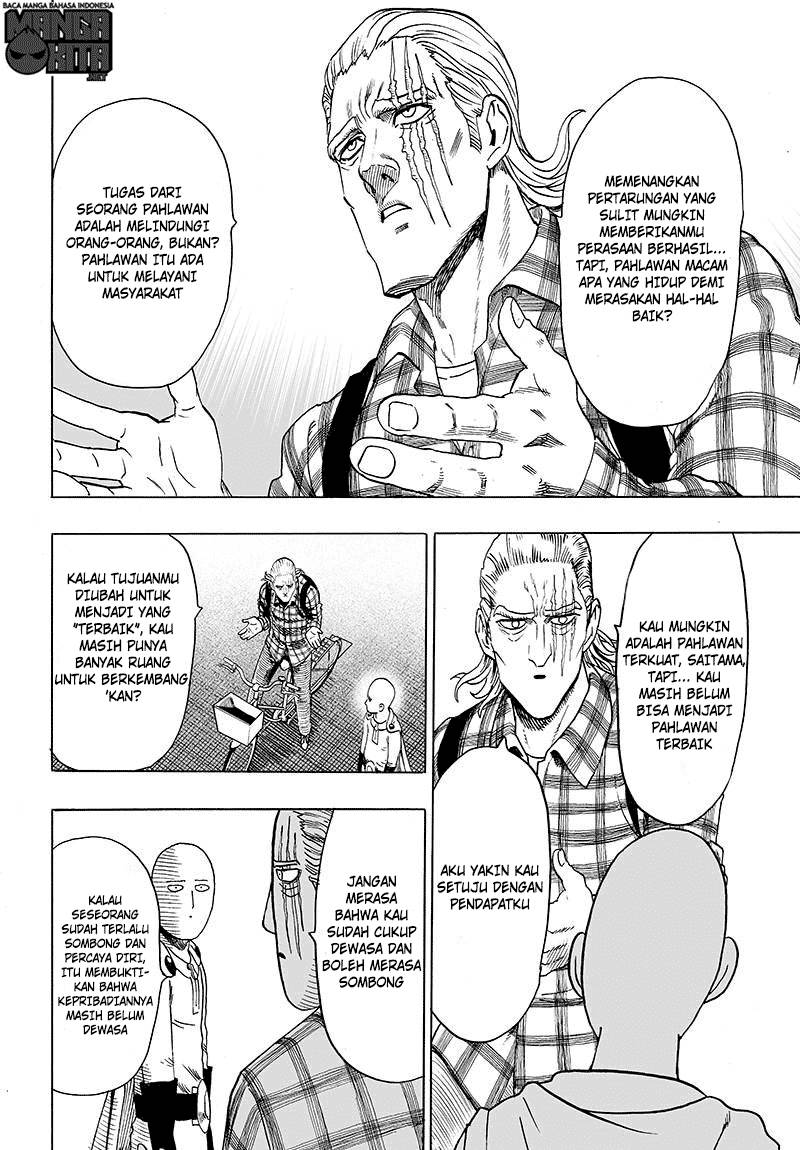 BACA MANGA BAHASA INDONESIA
MANGA
KITA
.NET
MEMENANGKAN
PERTARUNGAN YANG
SULIT MUNGKIN
MEMBERIKANMU
PERASAAN BERHASIL...
TAPI, PAHLAWAN MACAM
APA YANG HIDUP DEMI
MERASAKAN HAL-HAL
BAIK?
TUGAS DARI
SEORANG PAHLAWAN
ADALAH MELINDUNGI
ORANG-ORANG, BUKAN?
PAHLAWAN ITU ADA
UNTUK MELAYANI
MASYARAKAT
KAU MUNGKIN
ADALAH PAHLAWAN
TERKUAT, SAITAMA,
TAPI... KAU
MASIH BELUM
BISA MENJADI
PAHLAWAN
TERBAIK
AKU YAKIN KAU
SETUJU DENGAN
PENDAPATKU
KALAU TUJUANMU
DIUBAH UNTUK
MENJADI YANG
"TERBAIK", KAU
MASIH PUNYA
BANYAK RUANG
UNTUK BERKEMBANG
'KAN?
JANGAN
MERASA
BAHWA KAU
SUDAH CUKUP
DEWASA DAN
BOLEH MERASA
SOMBONG
KALAU
SESEORANG
SUDAH TERLALU
SOMBONG DAN
PERCAYA DIRI,
ITU MEMBUKTI-
KAN BAHWA
KEPRIBADIANNYA
MASIH BELUM
DEWASA